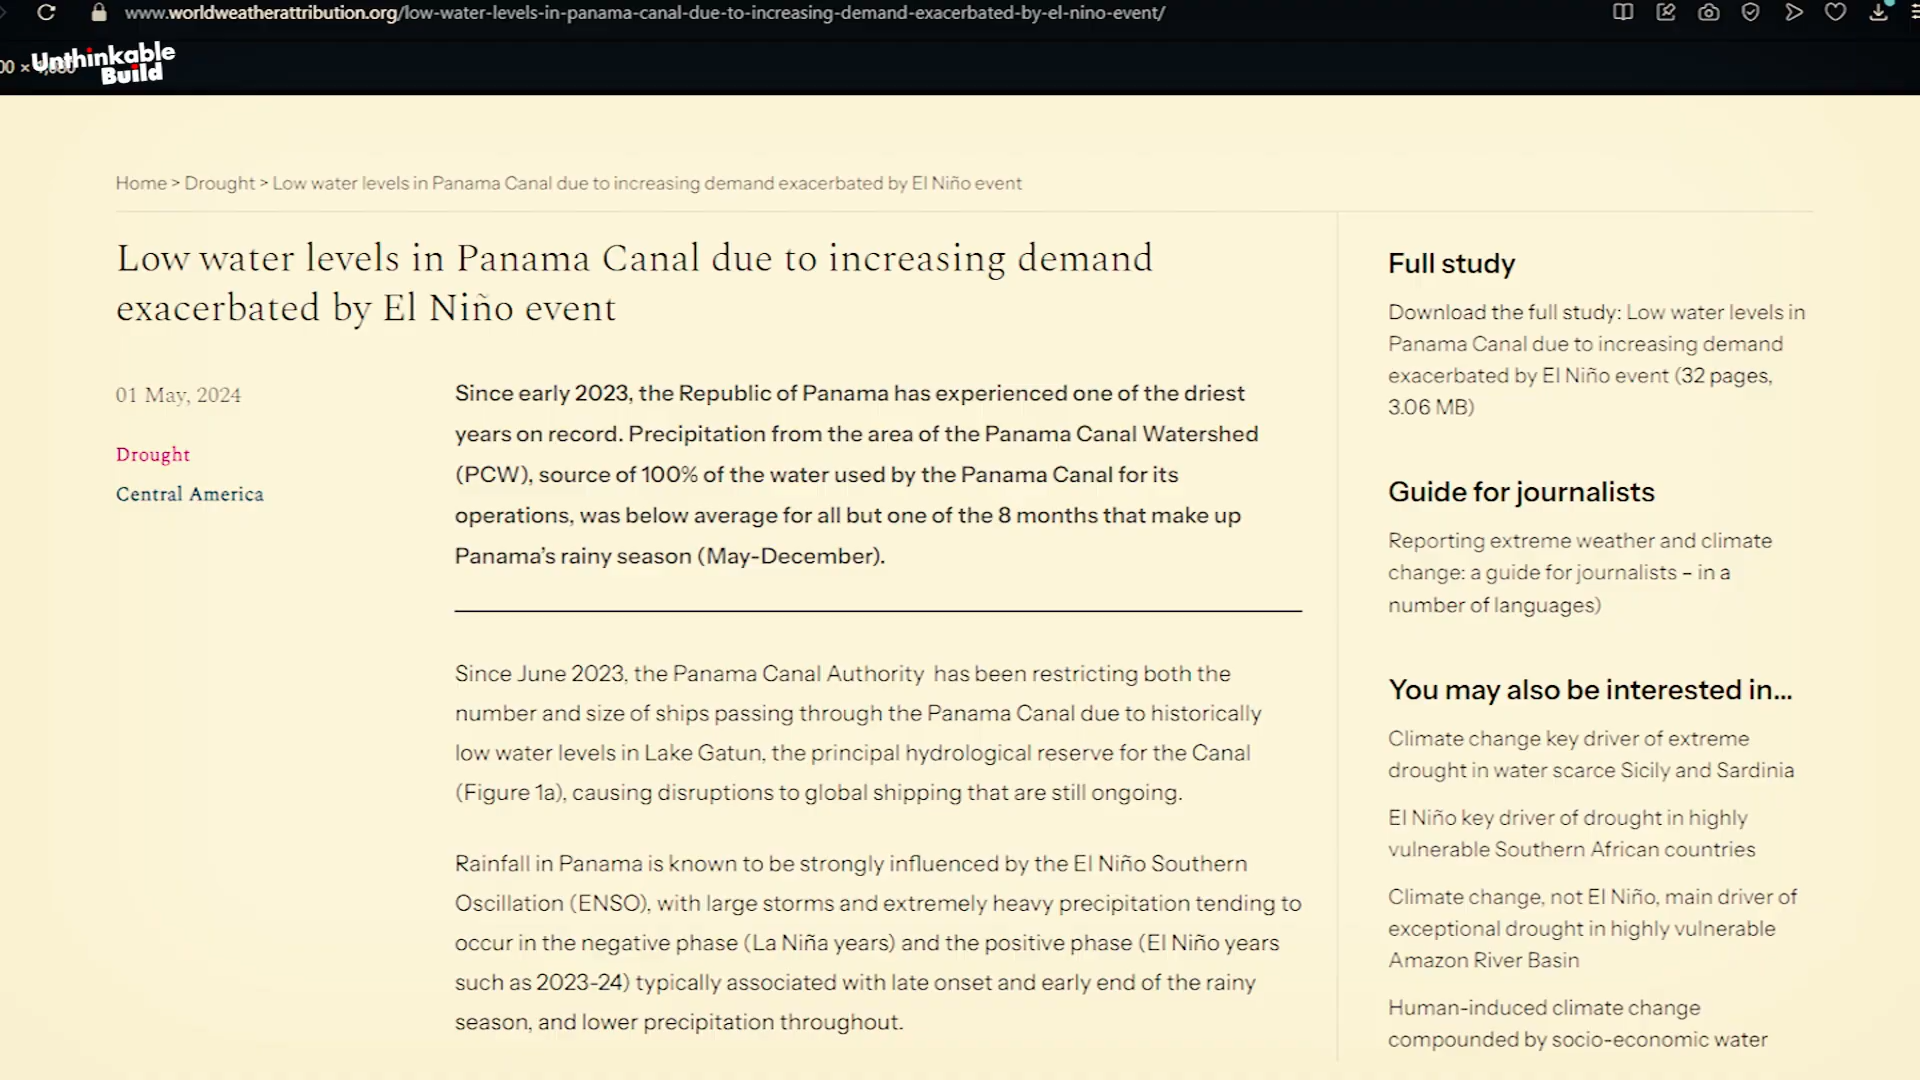 www.worldweatherattribution.org/low-water-levels-in-panama-canal-due-to-increasing-demand-exacerbated-by-el-nino-event/
Unthinkable
Build
Home > Drought > Low water levels in Panama Canal due to increasing demand exacerbated by El Niño event
Low water levels in Panama Canal due to increasing demand
exacerbated by El Niño event
01 May, 2024
Drought
Central America
Since early 2023, the Republic of Panama has experienced one of the driest
years on record. Precipitation from the area of the Panama Canal Watershed
(PCW), source of 100% of the water used by the Panama Canal for its
operations, was below average for all but one of the 8 months that make up
Panama’s rainy season (May-December).
Since June 2023, the Panama Canal Authority has been restricting both the
number and size of ships passing through the Panama Canal due to historically
low water levels in Lake Gatun, the principal hydrological reserve for the Canal
(Figure 1a), causing disruptions to global shipping that are still ongoing.
Rainfall in Panama is known to be strongly influenced by the El Niño Southern
Oscillation (ENSO), with large storms and extremely heavy precipitation tending to
occur in the negative phase (La Niña years) and the positive phase (El Niño years
such as 2023-24) typically associated with late onset and early end of the rainy
season, and lower precipitation throughout.
Full study
Download the full study: Low water levels in
Panama Canal due to increasing demand
exacerbated by El Niño event (32 pages,
3.06 MB)
Guide for journalists
Reporting extreme weather and climate
change: a guide for journalists – in a
number of languages)
You may also be interested in...
Climate change key driver of extreme
drought in water scarce Sicily and Sardinia
El Niño key driver of drought in highly
vulnerable Southern African countries
Climate change, not El Niño, main driver of
exceptional drought in highly vulnerable
Amazon River Basin
Human-induced climate change
compounded by socio-economic water